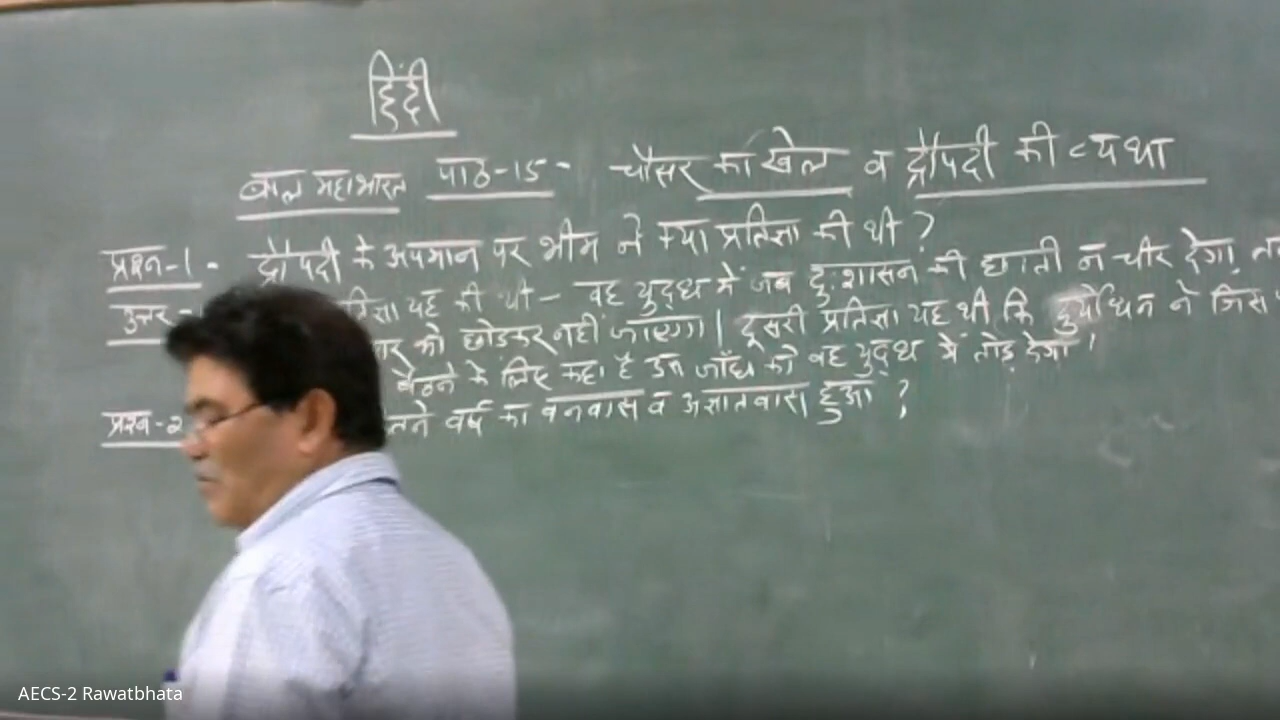 हिंदी
बाल महाभारत पाठ-15- चौसर का खेल व द्रौपदी की व्यथा
प्रश्न-1- द्रौपदी के अपमान पर भीम ने क्या प्रतिज्ञा की थी?
उत्तर- यह की थी- वह युद्ध में जब दुःशासन की छाती न चीर देगा,
को छोड़कर नहीं जाएगा। दूसरी प्रतिज्ञा यह थी कि दुर्योधन ने जिस
बैठने के लिए कहा है उस जाँघ को वह युद्ध में तोड़ देगा।
प्रश्न-2 वर्ष का वनवास व अज्ञातवास हुआ?
AECS-2 Rawatbhata